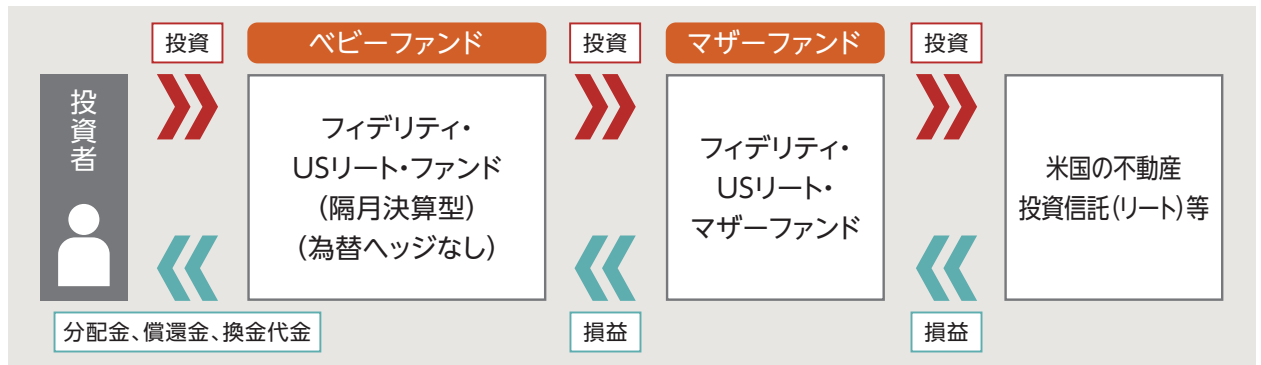 投資
ベビーファンド
投資
マザーファンド
投資
投資者
フィデリティ・
USリート・ファンド
(隔月決算型)
(為替ヘッジなし)
フィデリティ・
USリート・
マザーファンド
米国の不動産
投資信託(リート)等
分配金、償還金、換金代金
損益
損益